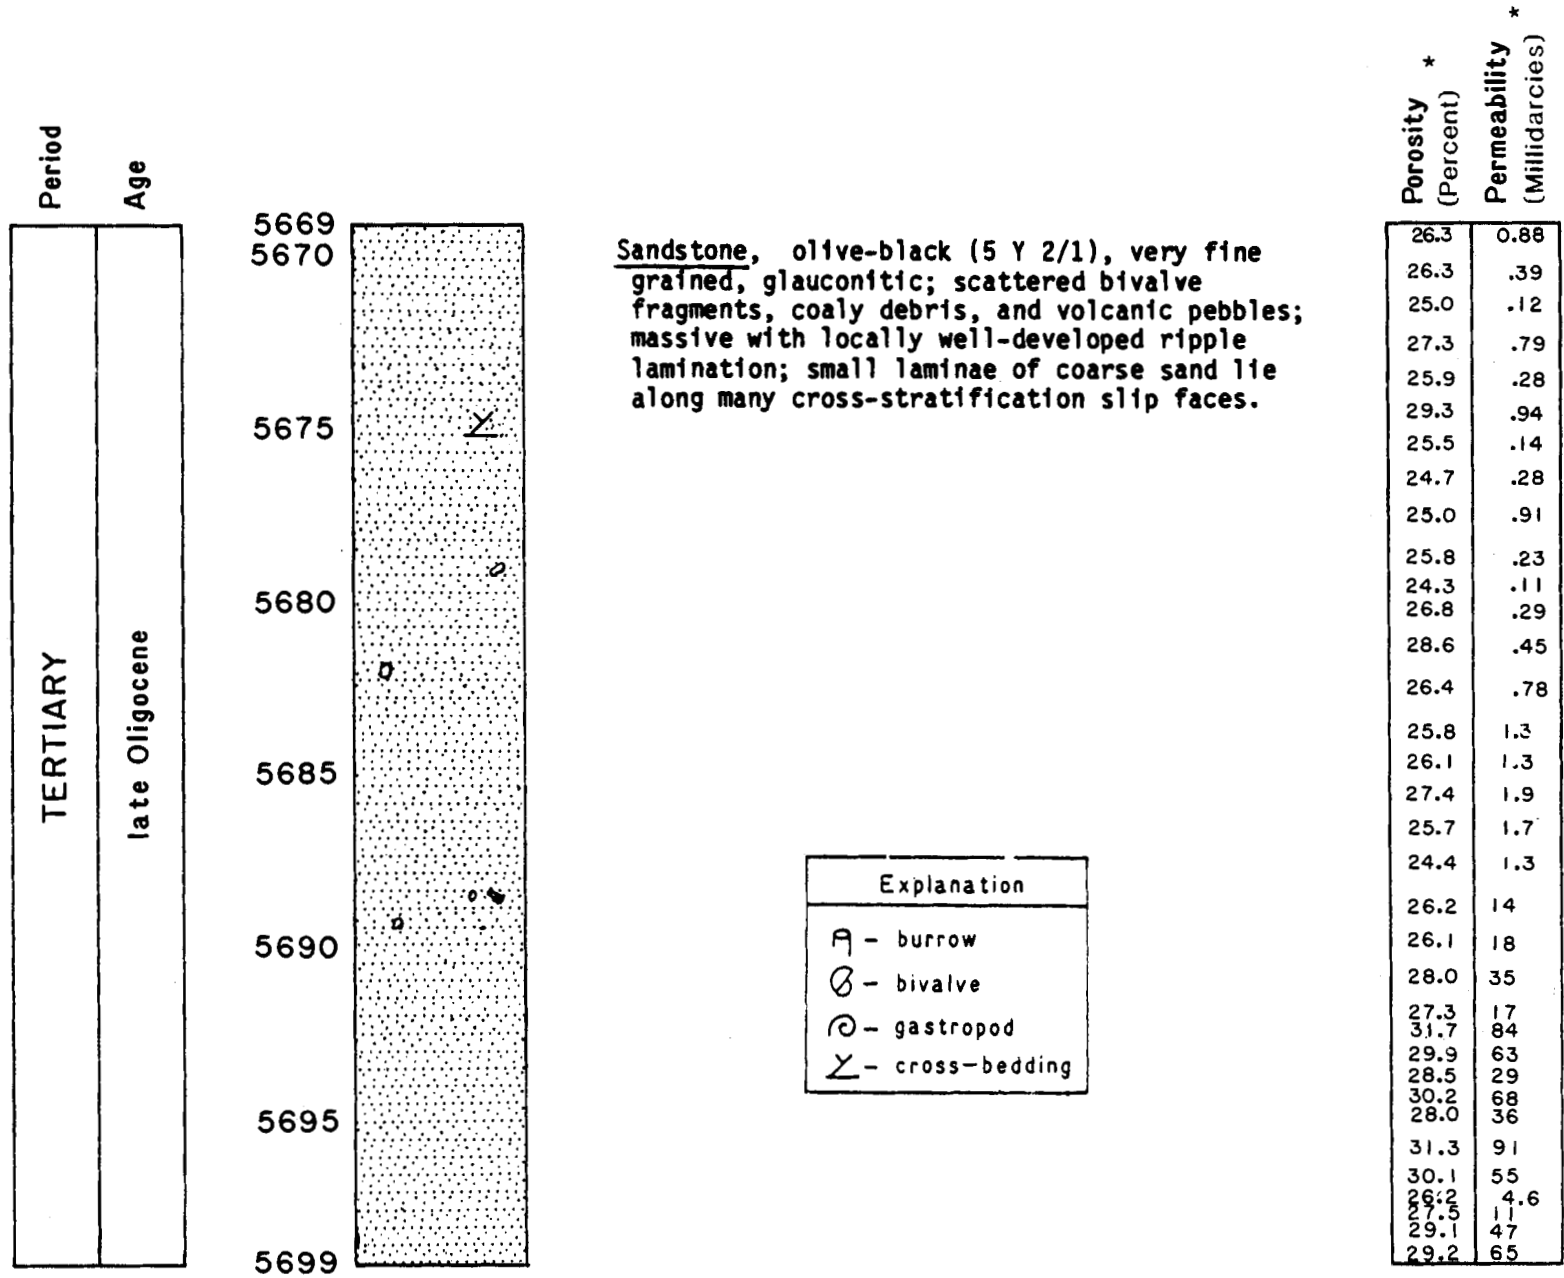 Period
Age
Porosity *
(Percent)
Permeability *
(Millidarcies)
TERTIARY
late Oligocene
5669
5670
5675
5680
5685
5690
5695
5699
Sandstone, olive-black (5 Y 2/1), very fine
grained, glauconitic; scattered bivalve
fragments, coaly debris, and volcanic pebbles;
massive with locally well-developed ripple
lamination; small laminae of coarse sand lie
along many cross-stratification slip faces.
Explanation
- burrow
- bivalve
- gastropod
- cross-bedding
26.3 0.88
26.3 .39
25.0 .12
27.3 .79
25.9 .28
29.3 .94
25.5 .14
24.7 .28
25.0 .91
25.8 .23
24.3 .11
26.8 .29
28.6 .45
26.4 .78
25.8 1.3
26.1 1.3
27.4 1.9
25.7 1.7
24.4 1.3
26.2 14
26.1 18
28.0 35
27.3 17
31.7 84
29.9 63
28.5 29
30.2 68
28.0 36
31.3 91
30.1 55
26.2 4.6
27.5 11
29.1 47
29.2 65